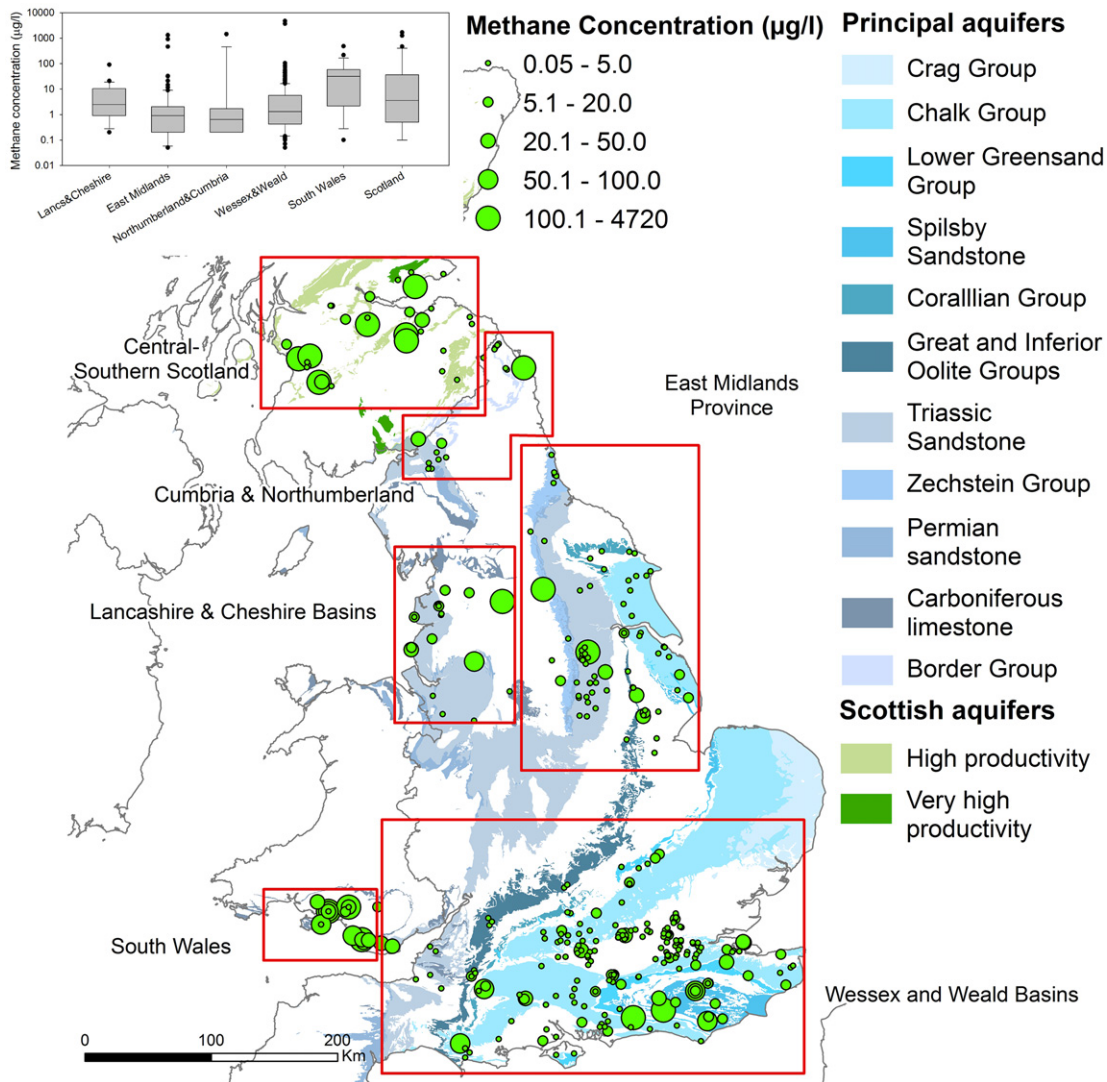 Methane concentration (µg/l)
10000
1000
100
10
1
0.1
0.01
Lancs&Cheshire
East Midlands
Northumberland&Cumbria
Wessex&Weald
South Wales
Scotland
Methane Concentration (µg/l)
0.05 - 5.0
5.1 - 20.0
20.1 - 50.0
50.1 - 100.0
100.1 - 4720
Principal aquifers
Crag Group
Chalk Group
Lower Greensand
Group
Spilsby
Sandstone
Coralllian Group
Great and Inferior
Oolite Groups
Triassic
Sandstone
Zechstein Group
Permian
sandstone
Carboniferous
limestone
Border Group
Scottish aquifers
High productivity
Very high
productivity
Central-
Southern Scotland
East Midlands
Province
Cumbria & Northumberland
Lancashire & Cheshire Basins
South Wales
Wessex and Weald Basins
0 100 200
Km